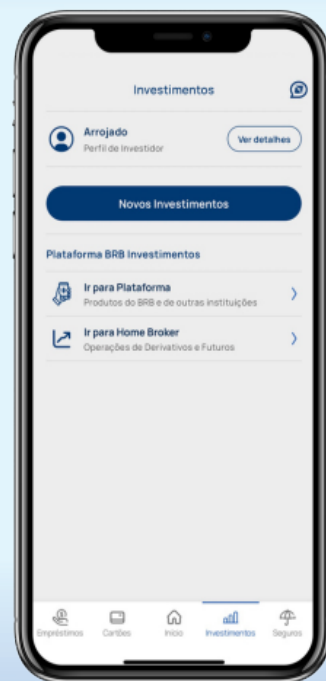 Investimentos
Arrojado
Perfil de Investidor
Ver detalhes
Novos Investimentos
Plataforma BRB Investimentos
Ir para Plataforma
Produtos do BRB e de outras instituições
Ir para Home Broker
Operações de Derivativos e Futuros
Empréstimos
Cartões
Início
Investimentos
Seguros